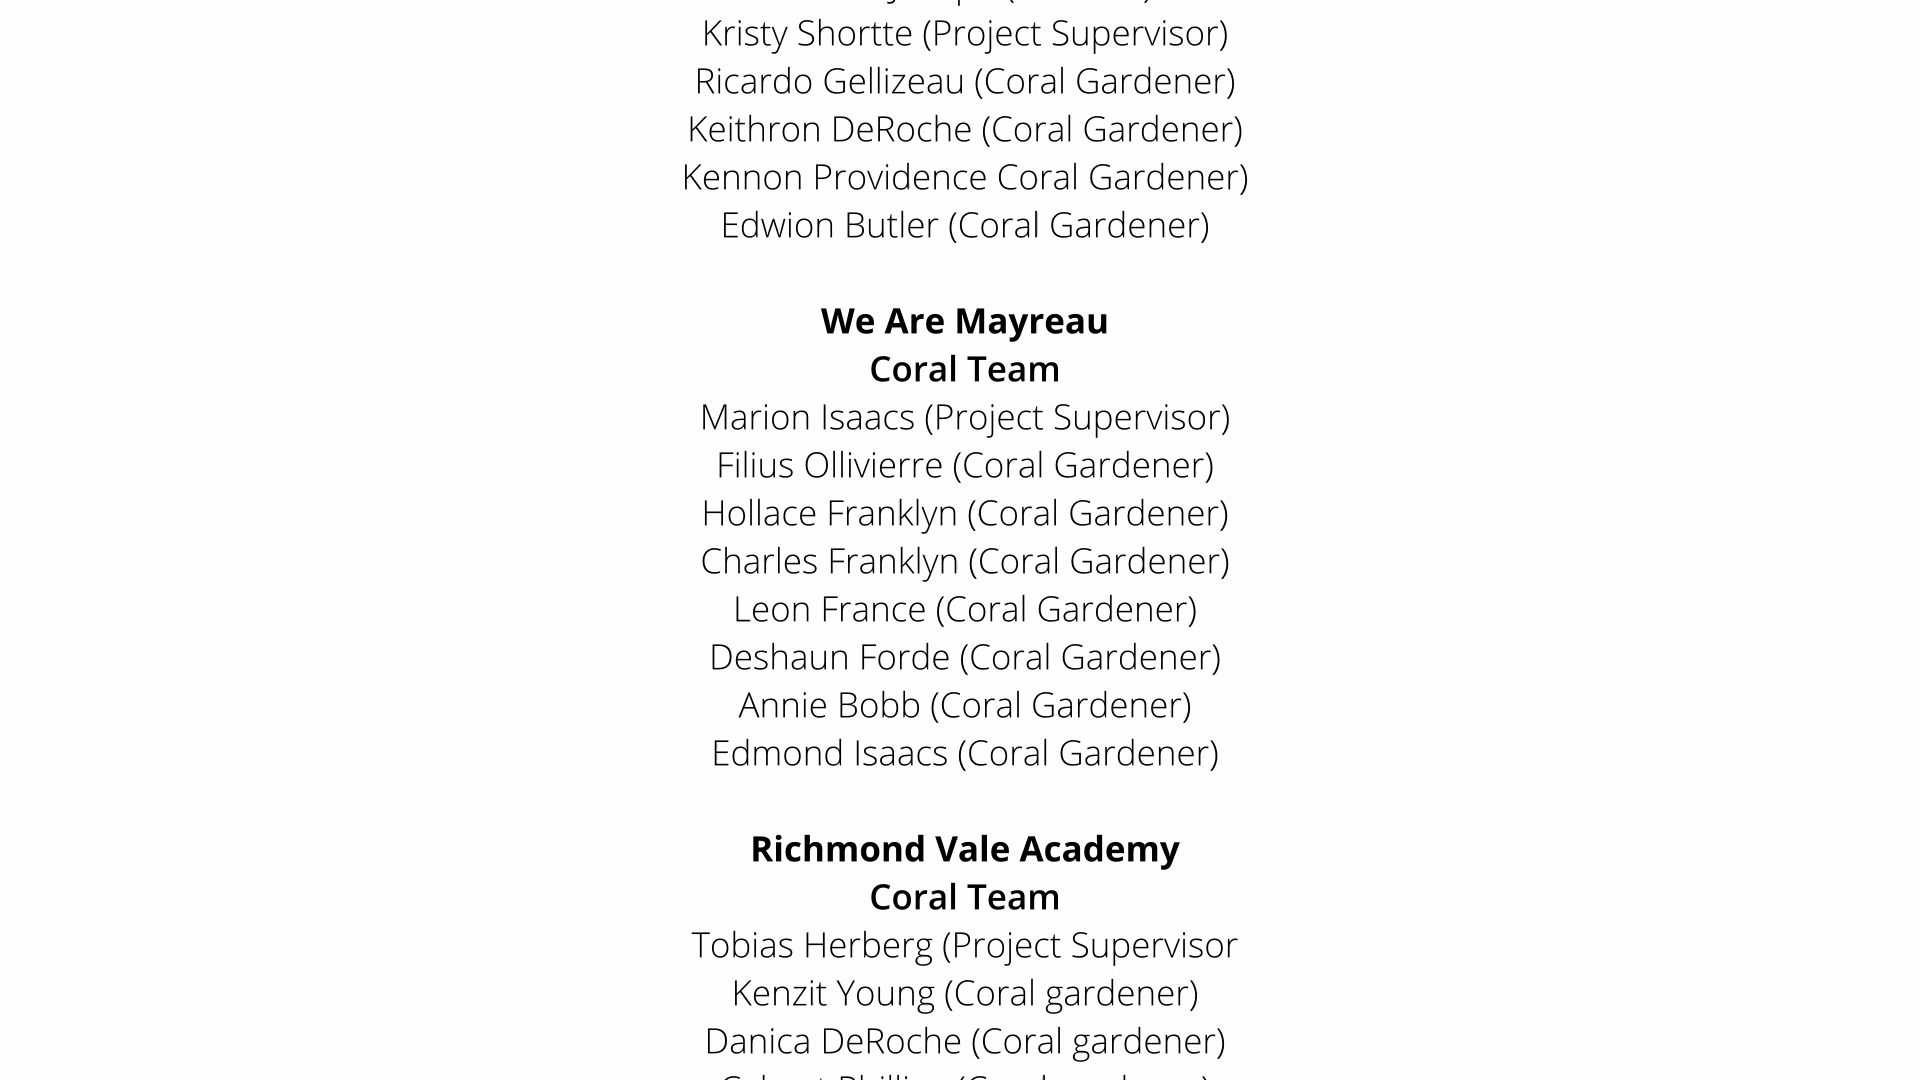 Kristy Shortte (Project Supervisor)
Ricardo Gellizeau (Coral Gardener)
Keithron DeRoche (Coral Gardener)
Kennon Providence Coral Gardener)
Edwion Butler (Coral Gardener)
We Are Mayreau
Coral Team
Marion Isaacs (Project Supervisor)
Filius Ollivierre (Coral Gardener)
Hollace Franklyn (Coral Gardener)
Charles Franklyn (Coral Gardener)
Leon France (Coral Gardener)
Deshaun Forde (Coral Gardener)
Annie Bobb (Coral Gardener)
Edmond Isaacs (Coral Gardener)
Richmond Vale Academy
Coral Team
Tobias Herberg (Project Supervisor
Kenzit Young (Coral gardener)
Danica DeRoche (Coral gardener)